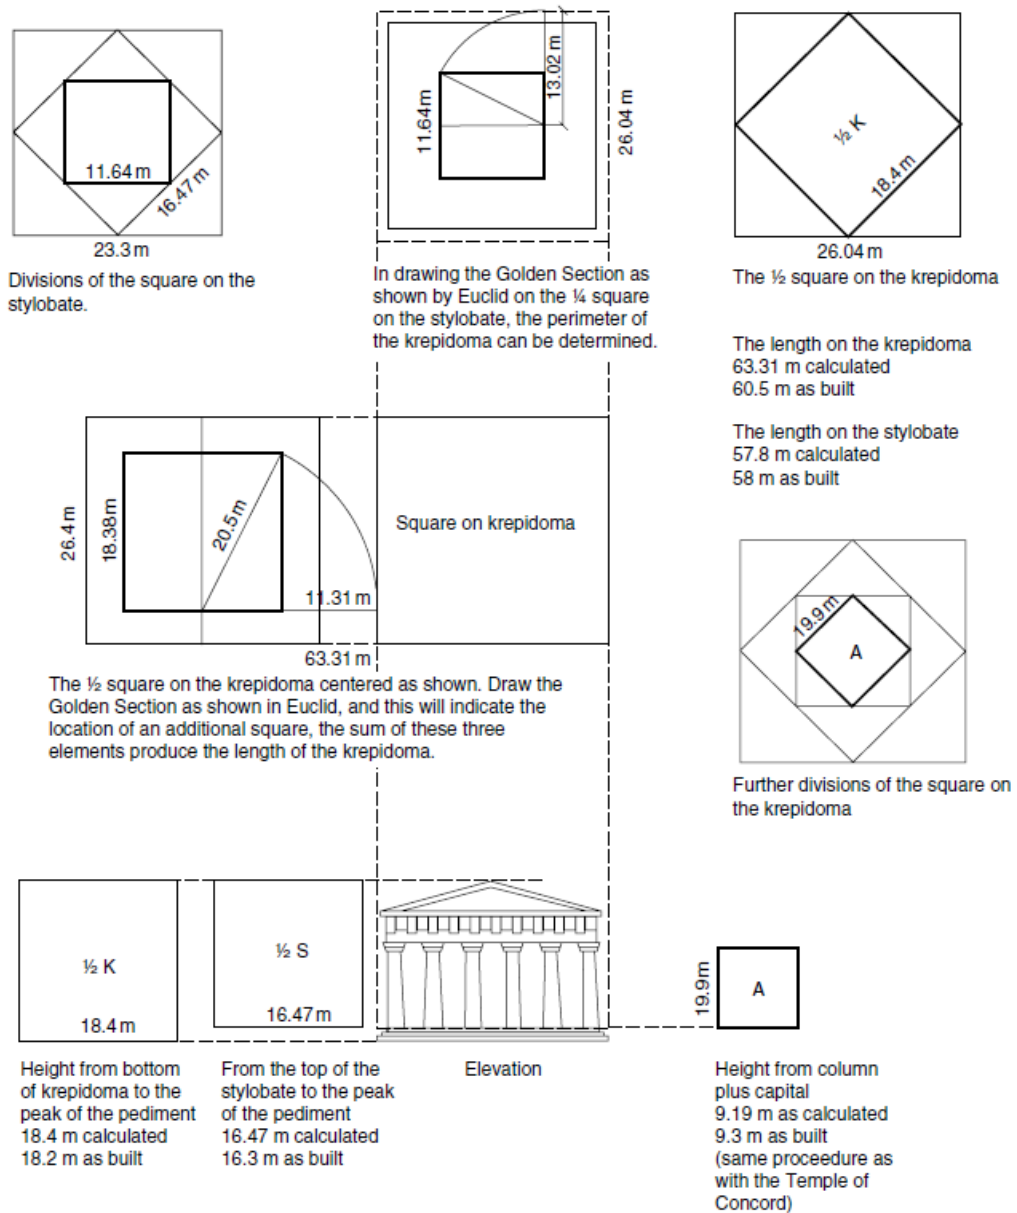 11.64 m
16.47 m
23.3 m
Divisions of the square on the
stylobate.
11.64m
13.02 m
26.04 m
In drawing the Golden Section as
shown by Euclid on the ¼ square
on the stylobate, the perimeter of
the krepidoma can be determined.
½ K
18.4 m
26.04 m
The ½ square on the krepidoma
The length on the krepidoma
63.31 m calculated
60.5 m as built
The length on the stylobate
57.8 m calculated
58 m as built
26.4 m
18.38m
20.5 m
11.31 m
63.31 m
Square on krepidoma
The ½ square on the krepidoma centered as shown. Draw the
Golden Section as shown in Euclid, and this will indicate the
location of an additional square, the sum of these three
elements produce the length of the krepidoma.
19.9 m
A
Further divisions of the square on
the krepidoma
½ K
18.4 m
Height from bottom
of krepidoma to the
peak of the pediment
18.4 m calculated
18.2 m as built
½ S
16.47 m
From the top of the
stylobate to the peak
of the pediment
16.47 m calculated
16.3 m as built
Elevation
19.9m
A
Height from column
plus capital
9.19 m as calculated
9.3 m as built
(same proceedure as
with the Temple of
Concord)